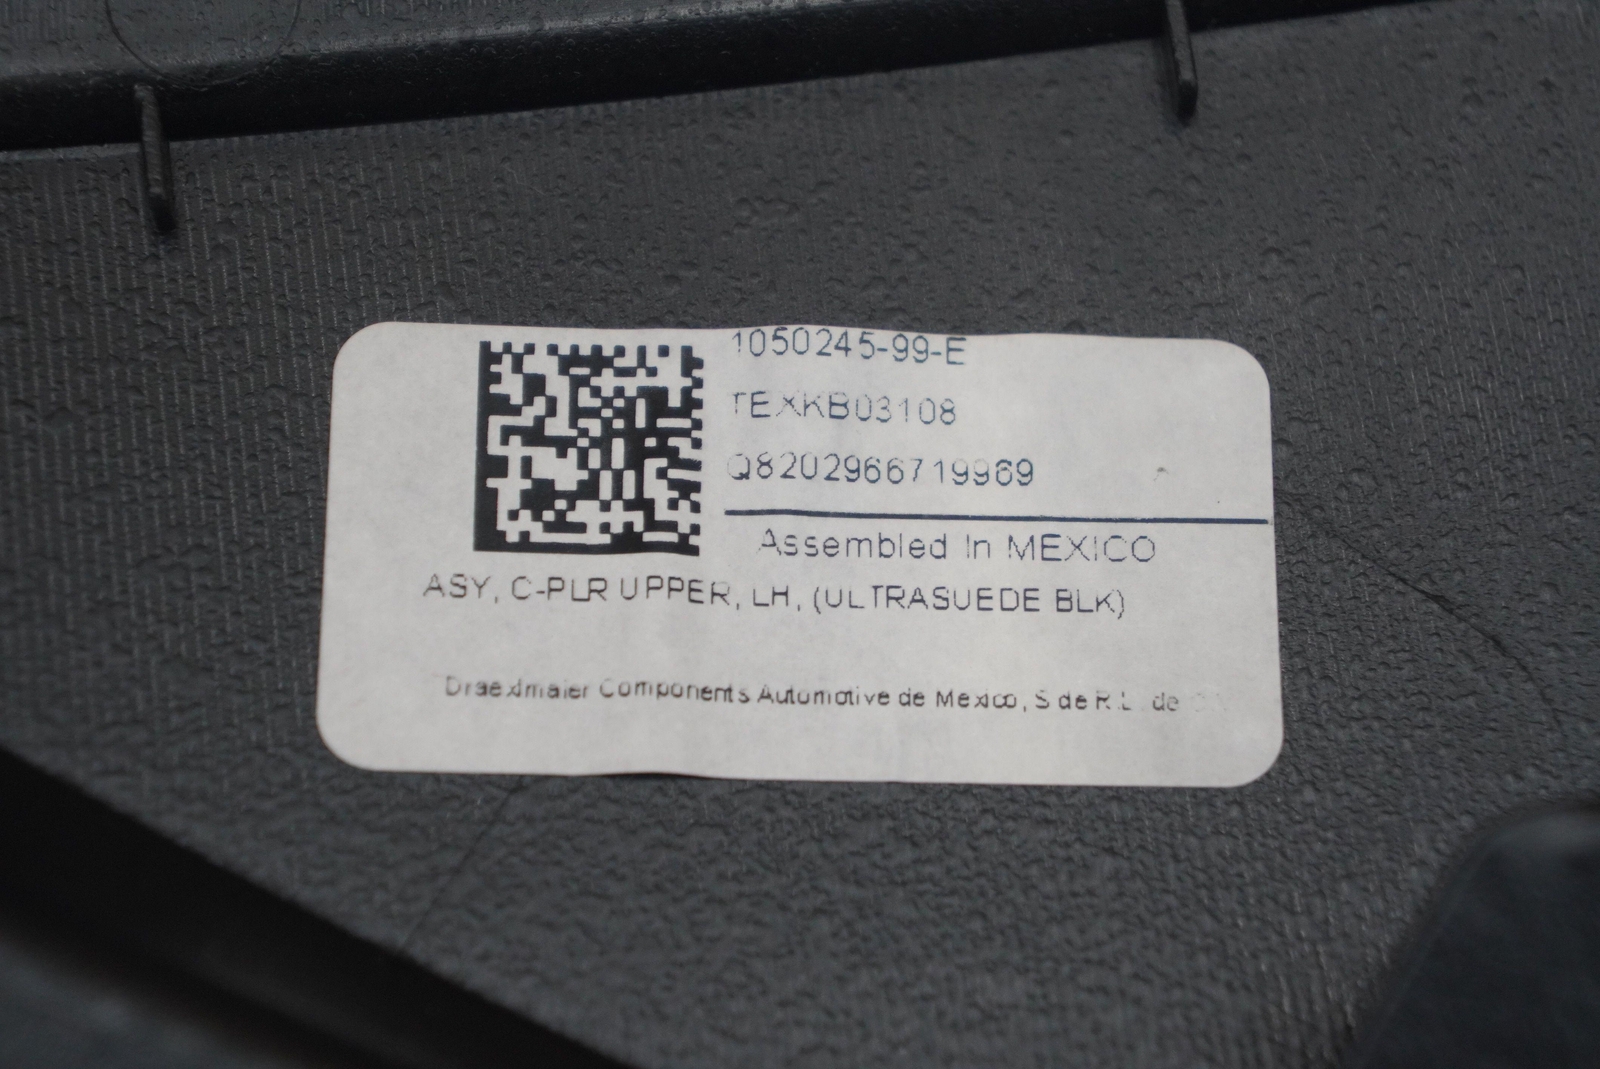 1050245-99-E
TEXKB03108
Q8202966719969
Assembled In MEXICO
ASY, C-PLR UPPER, LH, (ULTRASUEDE BLK)
Draexlmaier Components Automotive de Mexico, S de R.L. de